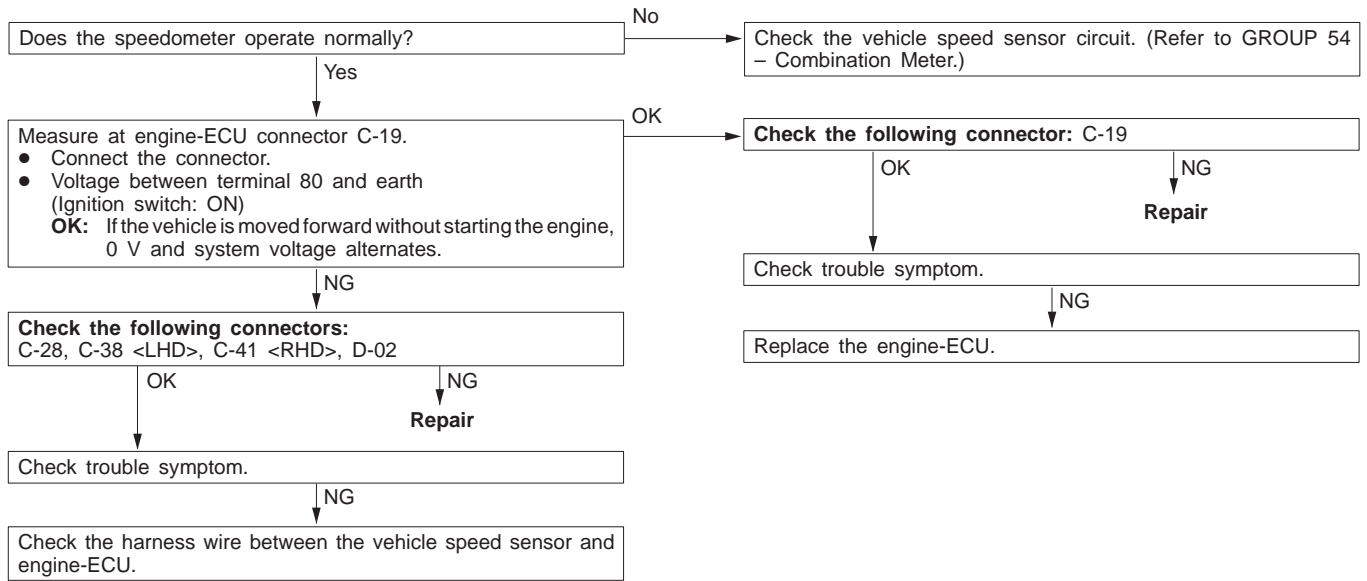 Does the speedometer operate normally?
No
Check the vehicle speed sensor circuit. (Refer to GROUP 54
– Combination Meter.)
Yes
Measure at engine-ECU connector C-19.
● Connect the connector.
● Voltage between terminal 80 and earth
(Ignition switch: ON)
OK: If the vehicle is moved forward without starting the engine,
0 V and system voltage alternates.
OK
Check the following connector: C-19
OK
NG
Repair
Check trouble symptom.
NG
Replace the engine-ECU.
NG
Check the following connectors:
C-28, C-38 <LHD>, C-41 <RHD>, D-02
OK
NG
Repair
Check trouble symptom.
NG
Check the harness wire between the vehicle speed sensor and
engine-ECU.